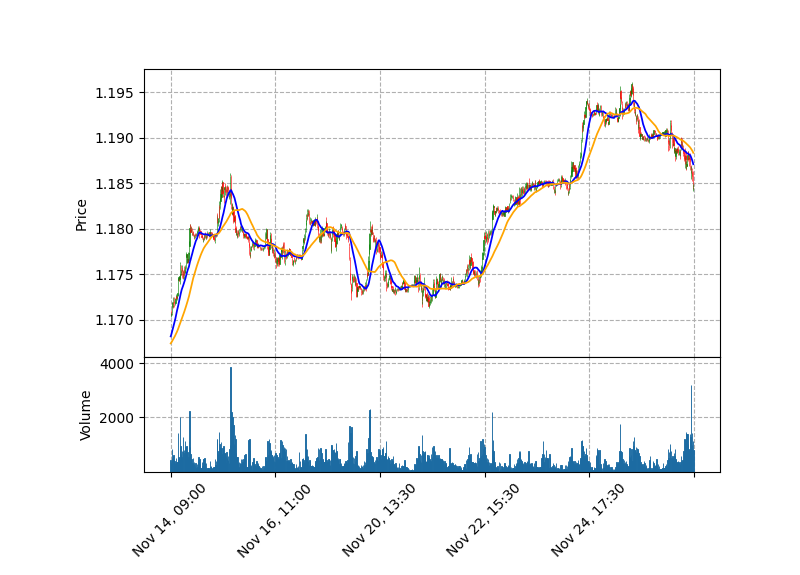 1.195
1.190
1.185
1.180
1.175
1.170
Price
4000
2000
Volume
Nov 14, 09:00
Nov 16, 11:00
Nov 20, 13:30
Nov 22, 15:30
Nov 24, 17:30